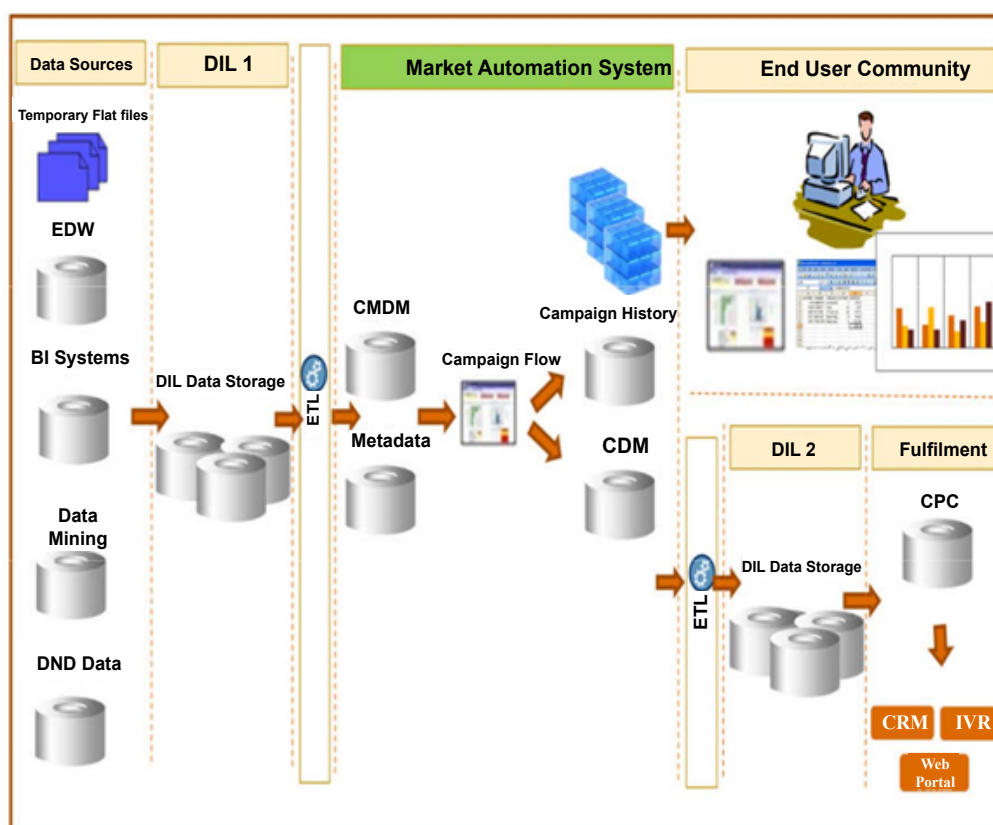 Data Sources
DIL 1
Market Automation System
End User Community
Temporary Flat files
EDW
BI Systems
Data
Mining
DND Data
DIL Data Storage
ETL
CMDM
Metadata
Campaign Flow
Campaign History
CDM
ETL
DIL 2
Fulfilment
DIL Data Storage
CPC
CRM
IVR
Web
Portal